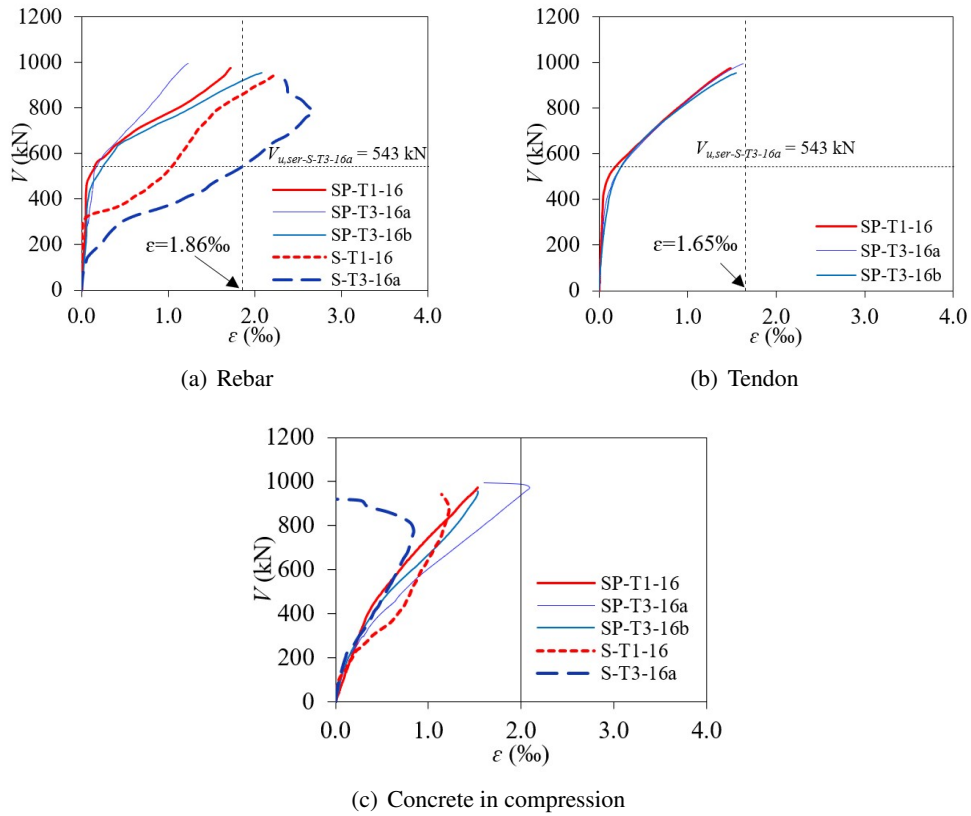 1200
1000
800
600
400
200
0
V (kN)
V_{u,ser-S-T3-16a} = 543 kN
SP-T1-16
SP-T3-16a
SP-T3-16b
S-T1-16
S-T3-16a
ε=1.86‰
0.0 1.0 2.0 3.0 4.0
ε (‰)
(a) Rebar
1200
1000
800
600
400
200
0
V (kN)
V_{u,ser-S-T3-16a} = 543 kN
SP-T1-16
SP-T3-16a
SP-T3-16b
ε=1.65‰
0.0 1.0 2.0 3.0 4.0
ε (‰)
(b) Tendon
1200
1000
800
600
400
200
0
V (kN)
SP-T1-16
SP-T3-16a
SP-T3-16b
S-T1-16
S-T3-16a
0.0 1.0 2.0 3.0 4.0
ε (‰)
(c) Concrete in compression